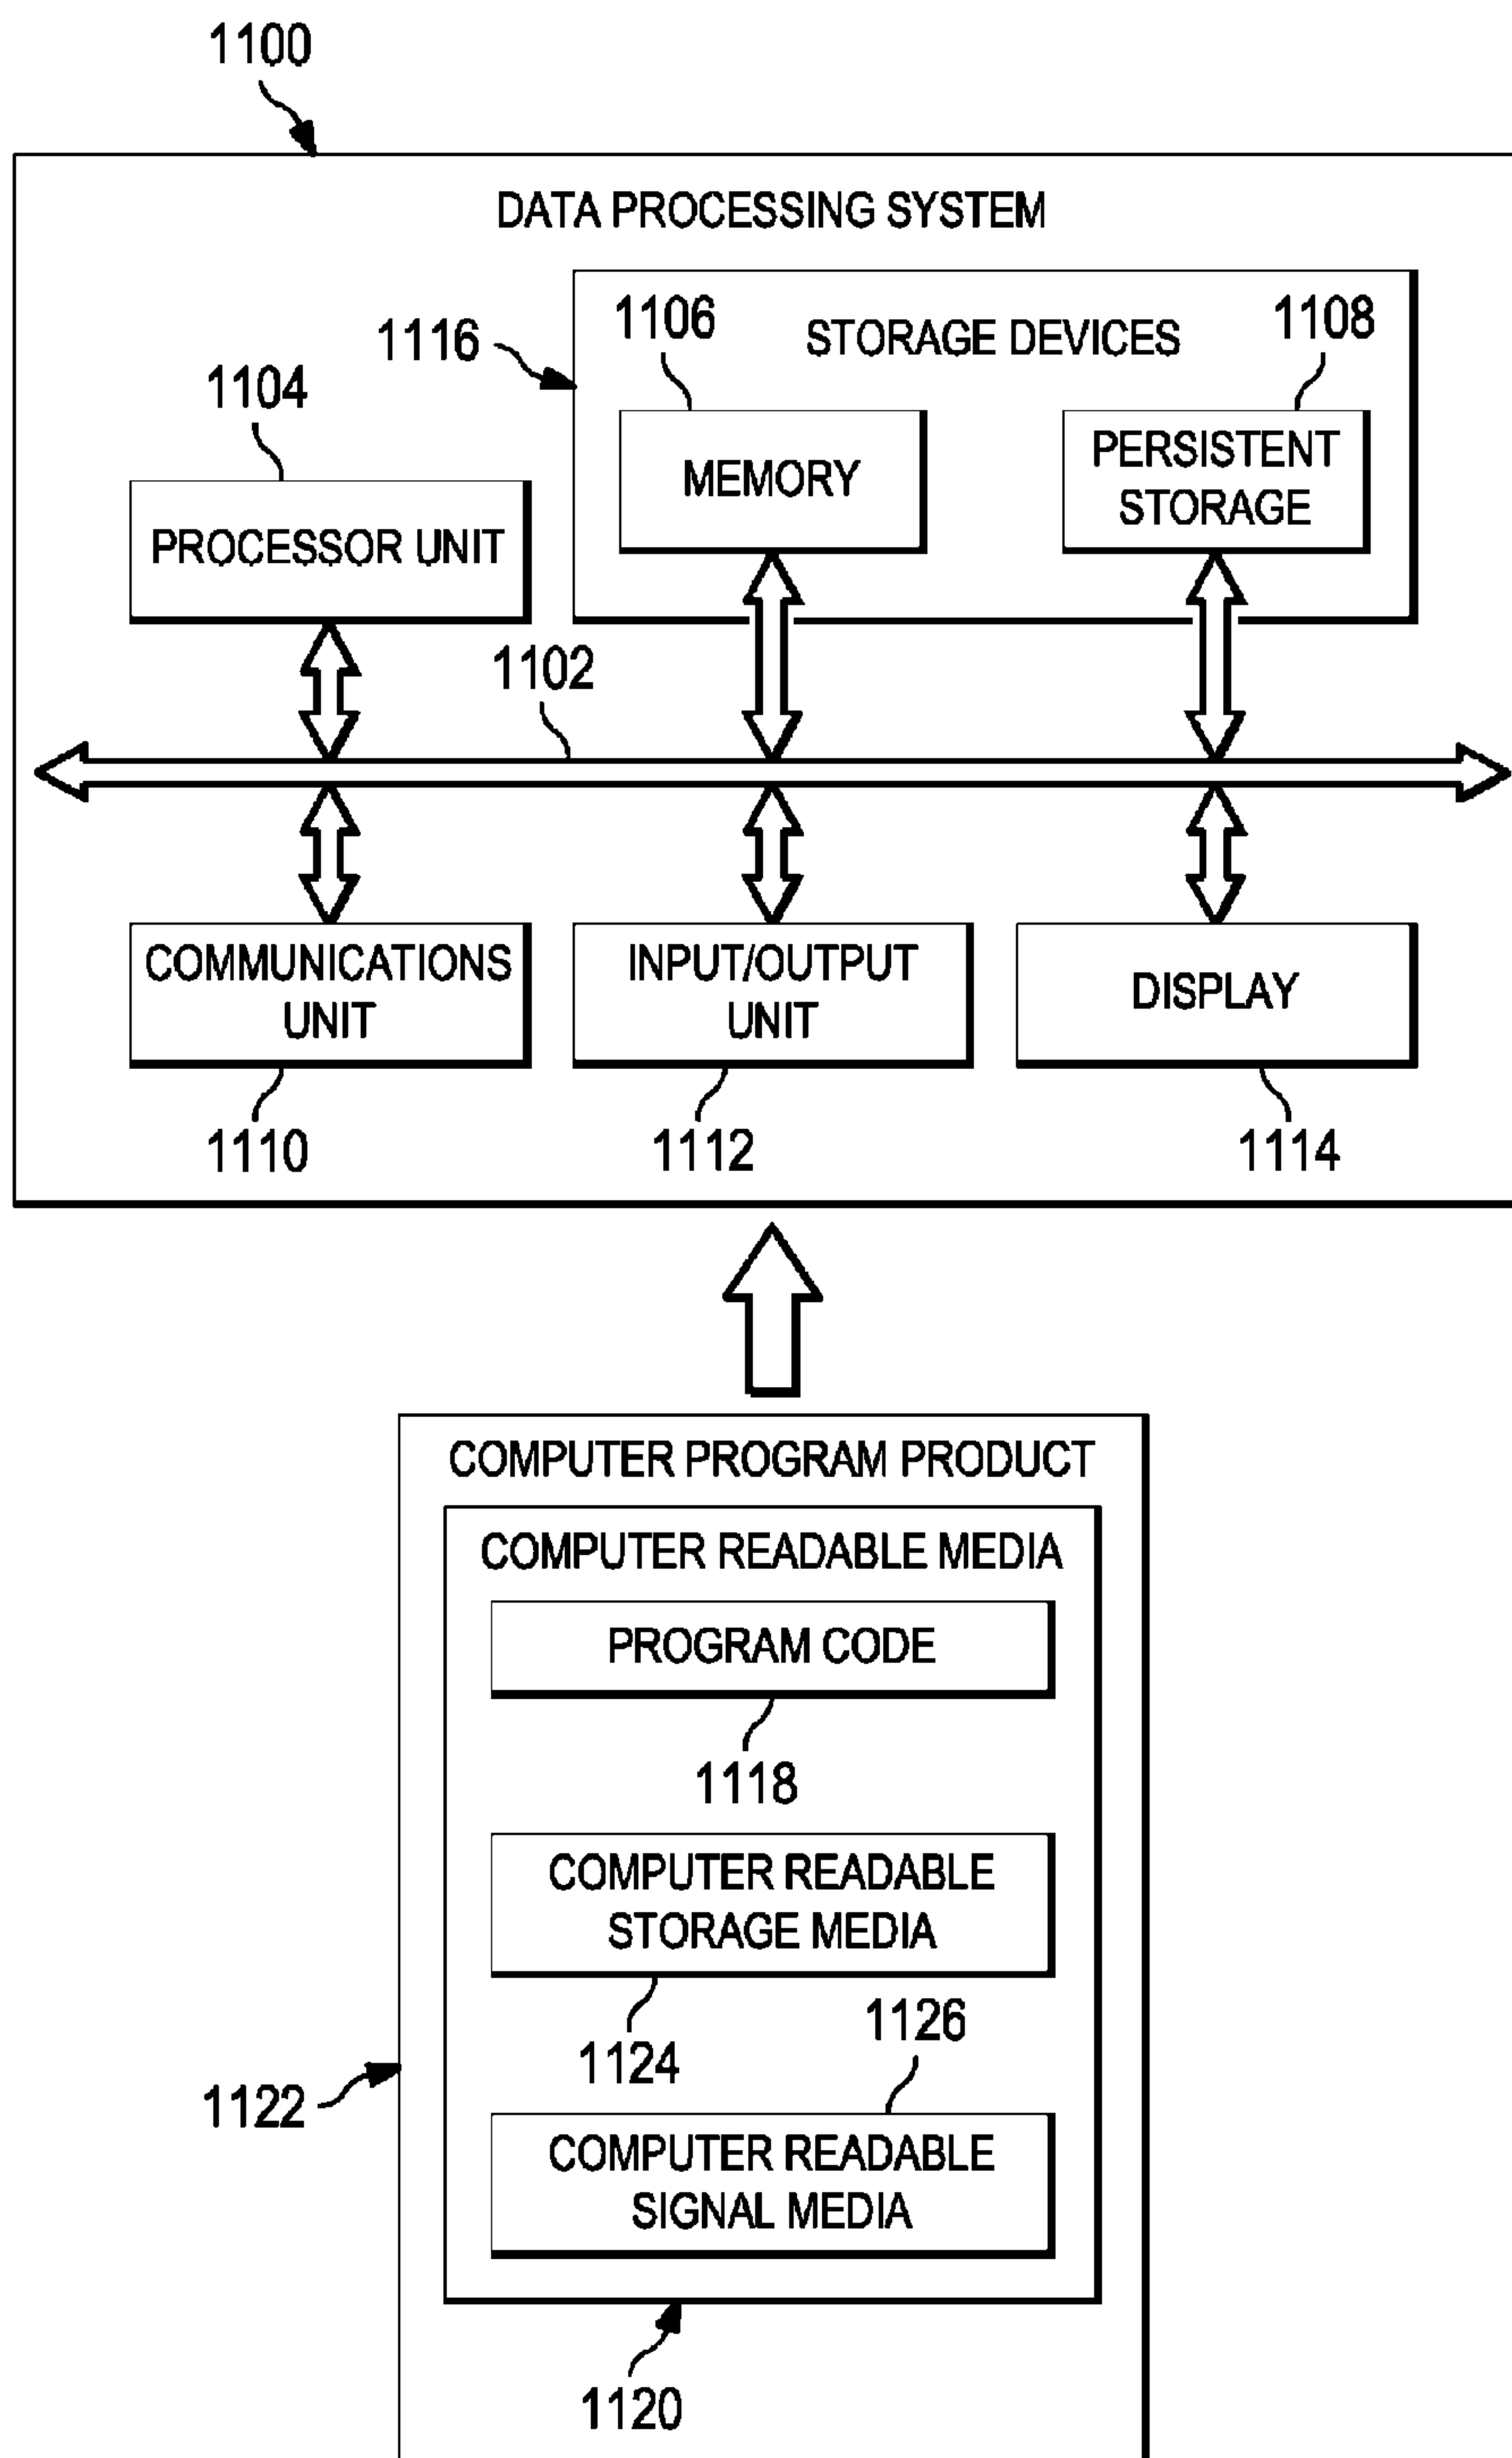 1100
DATA PROCESSING SYSTEM
1116
1106
STORAGE DEVICES
1108
1104
MEMORY
PERSISTENT
STORAGE
PROCESSOR UNIT
1102
COMMUNICATIONS
UNIT
INPUT/OUTPUT
UNIT
DISPLAY
1110
1112
1114
COMPUTER PROGRAM PRODUCT
COMPUTER READABLE MEDIA
PROGRAM CODE
1118
COMPUTER READABLE
STORAGE MEDIA
1124
1126
1122
COMPUTER READABLE
SIGNAL MEDIA
1120